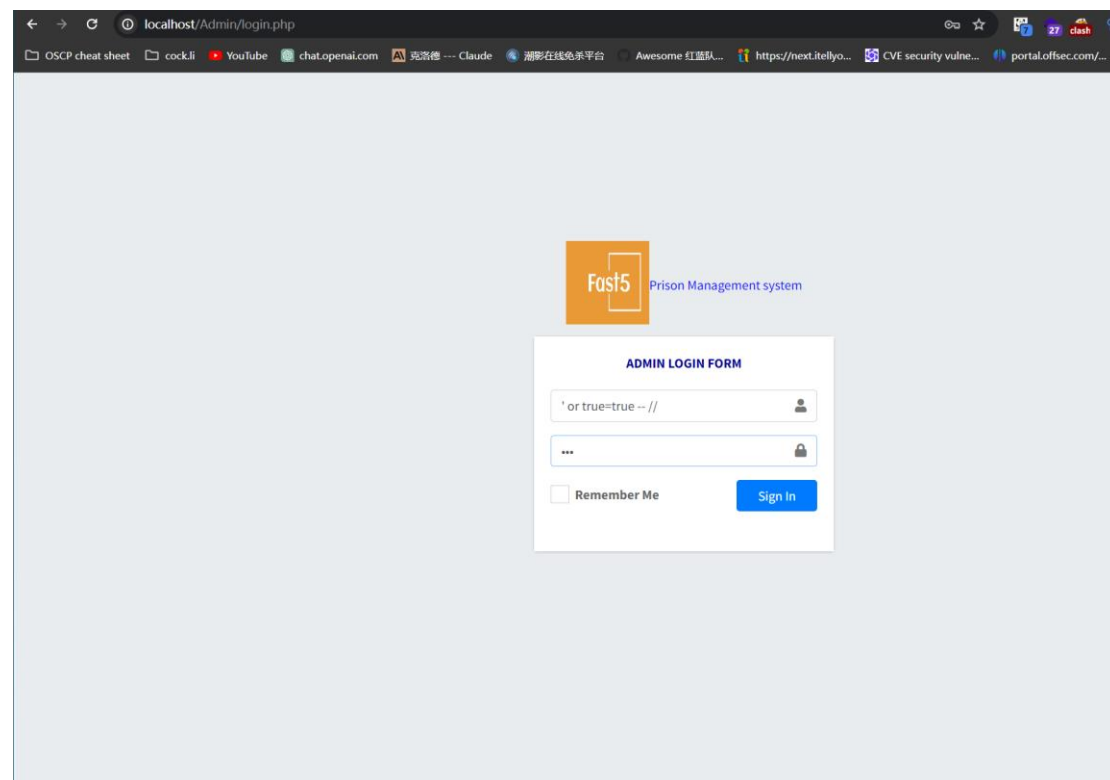 localhost/Admin/login.php
7 27 clash
OSCP cheat sheet cock.li YouTube chat.openai.com 克洛德 --- Claude 潮影在线免杀平台 Awesome 红蓝队... https://next.itellyo... CVE security vulne... portal.offsec.com/...
Fast5
Prison Management system
ADMIN LOGIN FORM
' or true=true -- //
•••
Remember Me Sign In